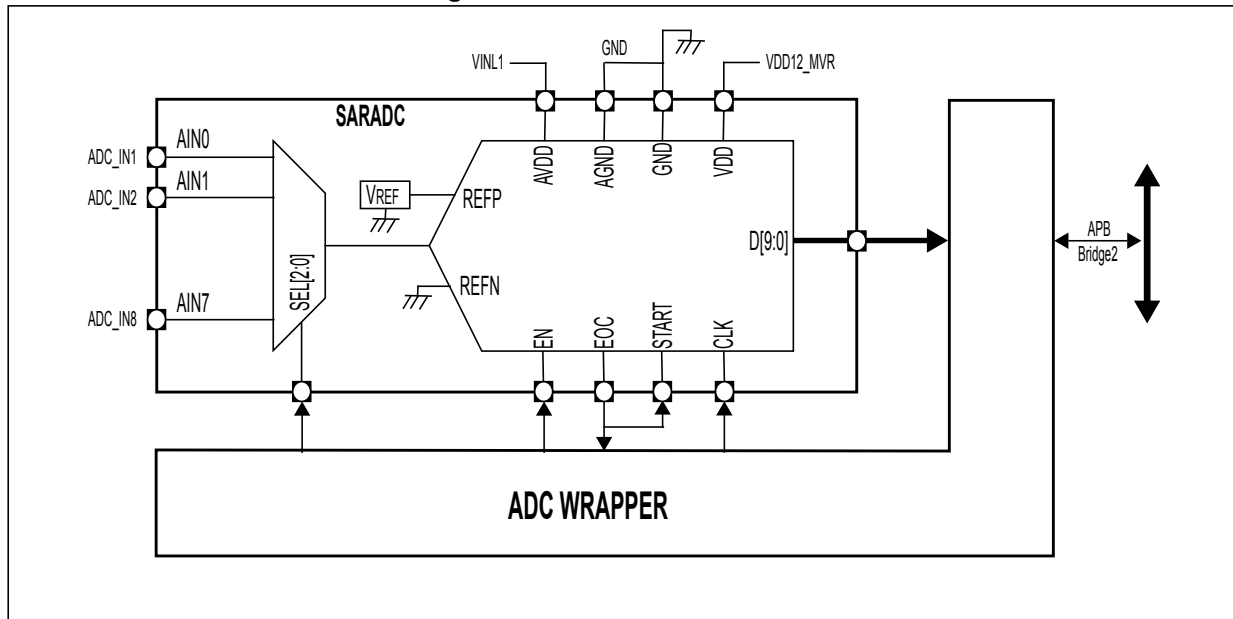 GND
VINL1
VDD12_MVR
SARADC
ADC_IN1
AIN0
ADC_IN2
AIN1
ADC_IN8
AIN7
SEL[2:0]
VREF
REFP
REFN
AVDD
AGND
GND
VDD
D[9:0]
EN
EOC
START
CLK
APB
Bridge2
ADC WRAPPER